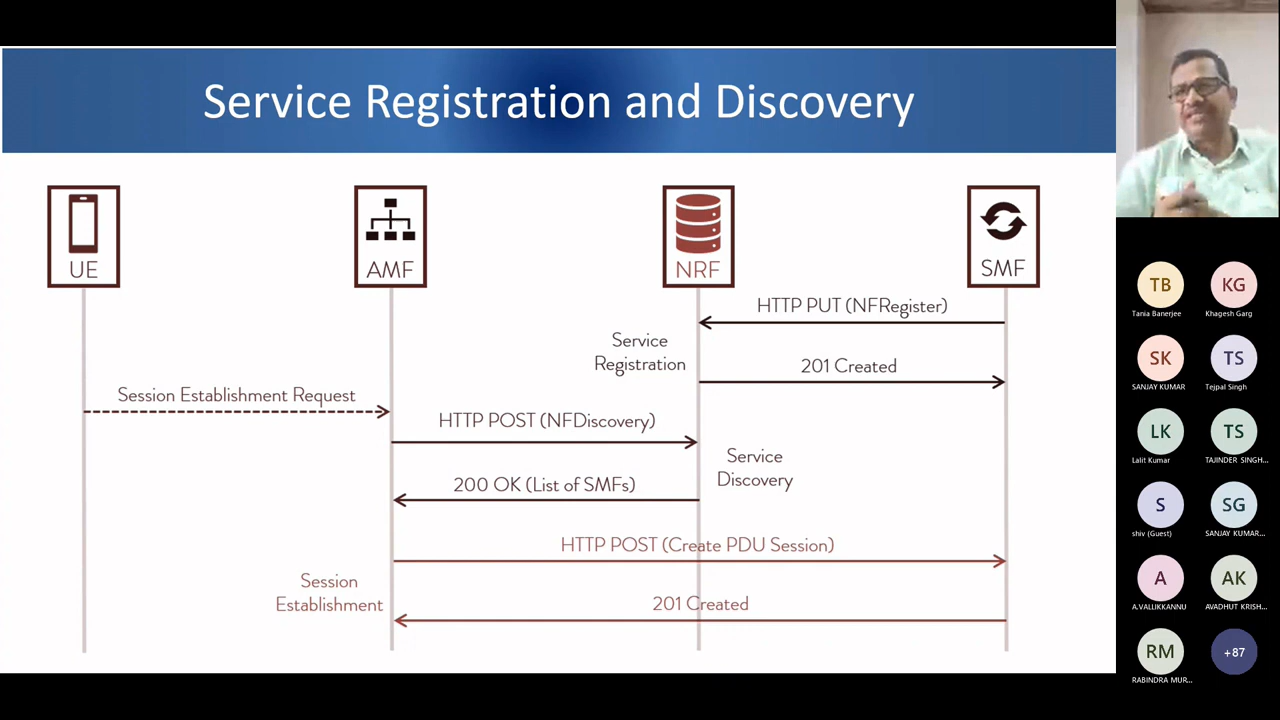 Service Registration and Discovery
UE
AMF
NRF
SMF
HTTP PUT (NFRegister)
Service
Registration
201 Created
Session Establishment Request
HTTP POST (NFDiscovery)
Service
Discovery
200 OK (List of SMFs)
HTTP POST (Create PDU Session)
Session
Establishment
201 Created
TB
Tania Banerjee
KG
Khagesh Garg
SK
SANJAY KUMAR
TS
Tejpal Singh
LK
Lalit Kumar
TS
TAJINDER SINGH...
S
shiv (Guest)
SG
SANJAY KUMAR...
A
A.VALLIKKANNU
AK
AVADHUT KRISH...
RM
RABINDRA MUR...
+87